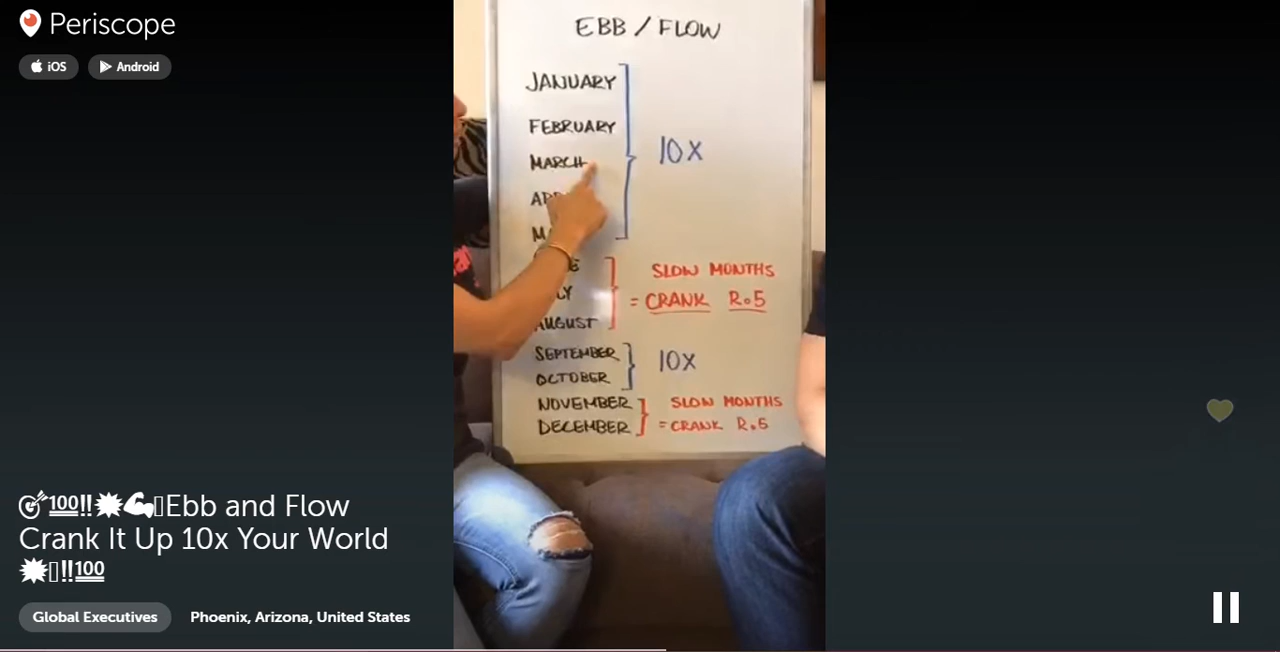 Periscope
iOS
Android
EBB / FLOW
JANUARY
FEBRUARY
MARCH
10X
AUGUST
SLOW MONTHS
= CRANK R.5
SEPTEMBER
OCTOBER
10X
NOVEMBER
DECEMBER
SLOW MONTHS
= CRANK R.5
100!! Ebb and Flow
Crank It Up 10x Your World
!!100
Global Executives
Phoenix, Arizona, United States